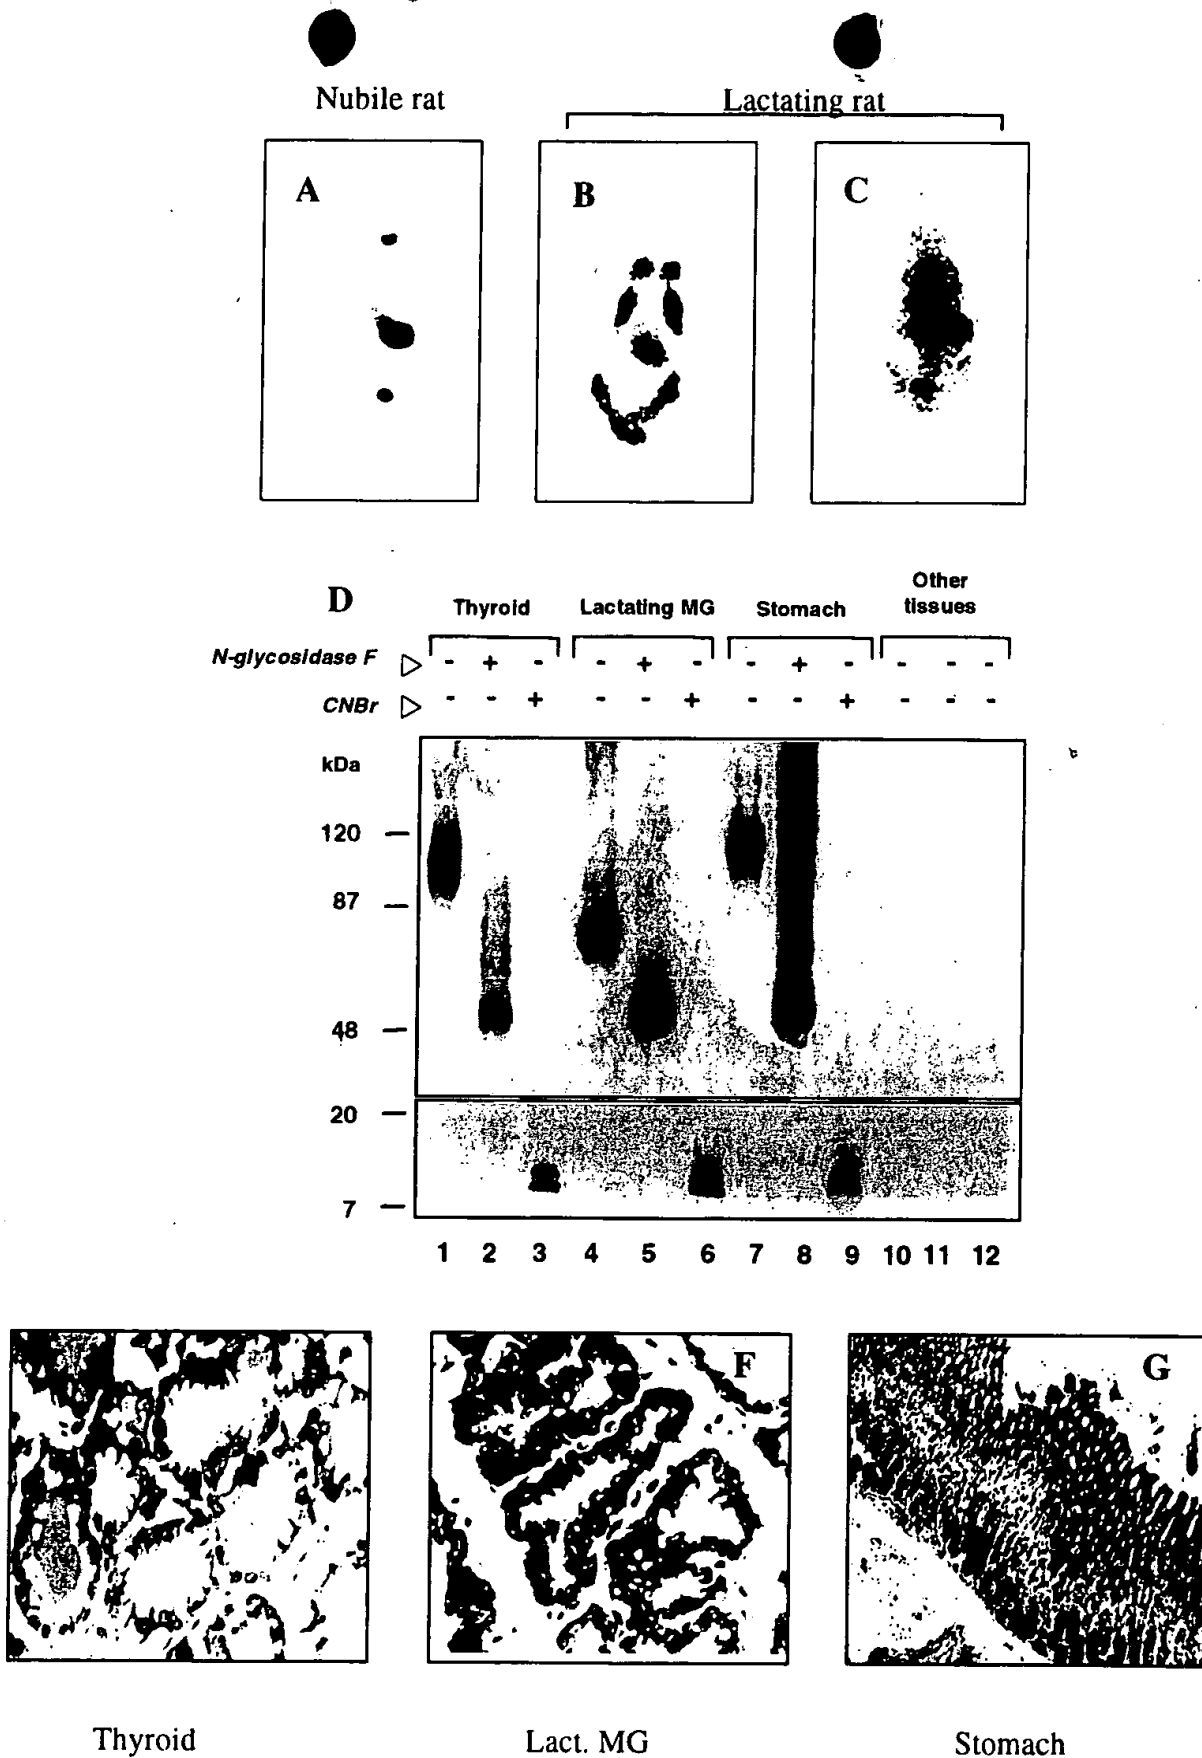 Nubile rat
Lactating rat
A
B
C
D
Thyroid
Lactating MG
Stomach
Other
tissues
N-glycosidase F ▷ - + - - + - - + - - - -
CNBr ▷ - - + - - + - - + - - -
kDa
120
87
48
20
7
1 2 3 4 5 6 7 8 9 10 11 12
F
G
Thyroid
Lact. MG
Stomach